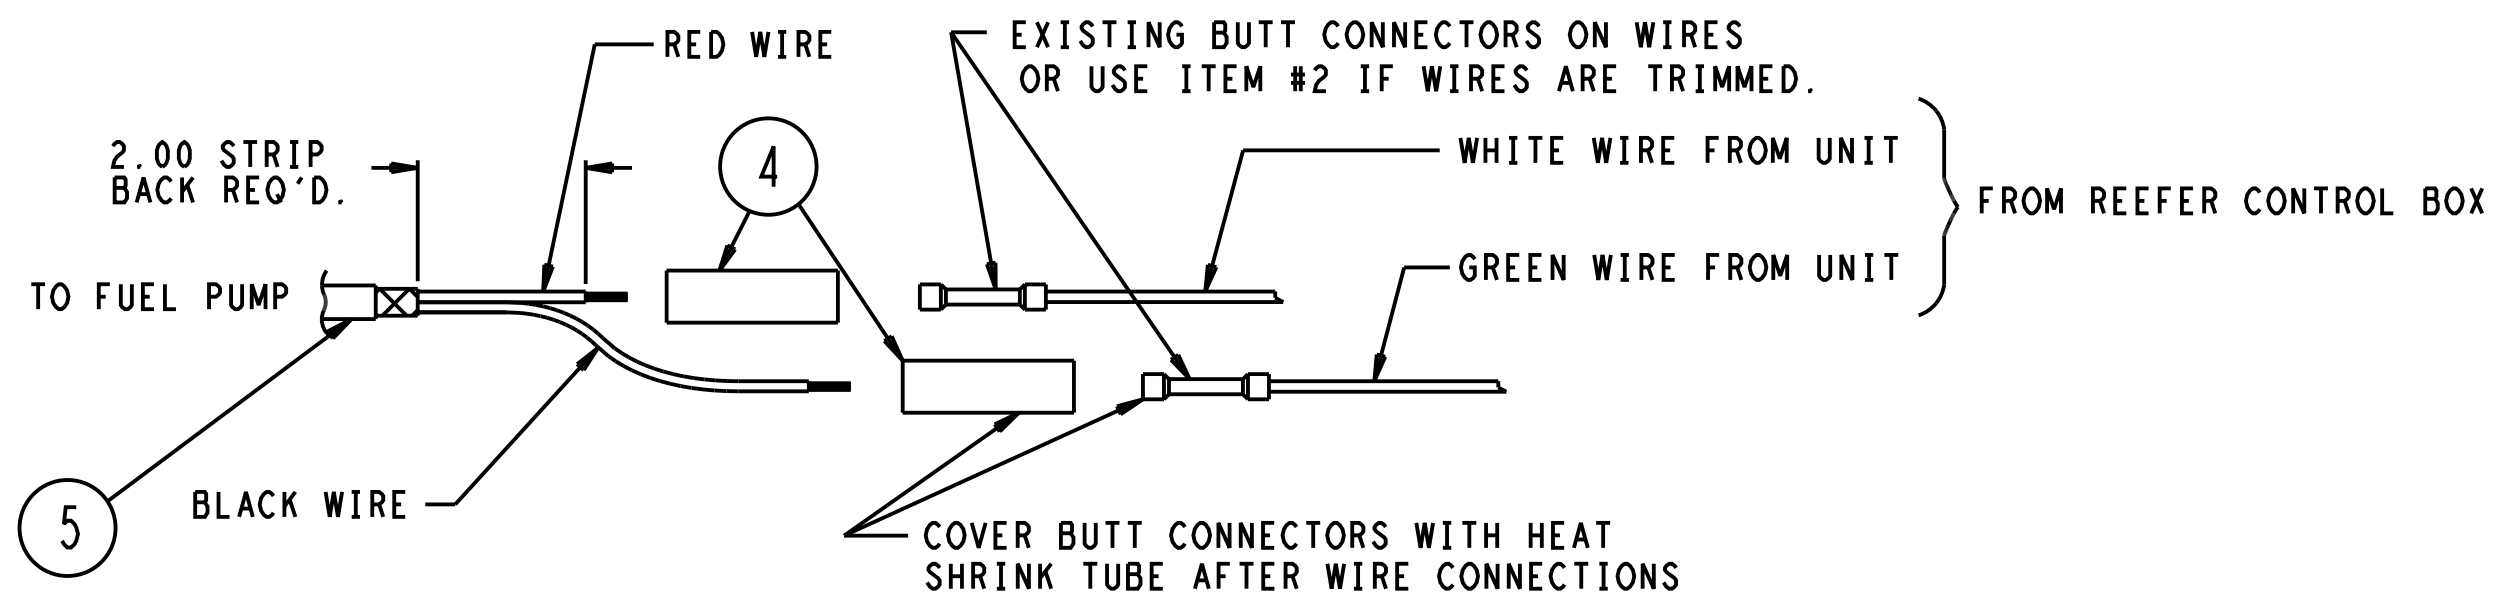 RED WIRE
EXISTING BUTT CONNECTORS ON WIRES
OR USE ITEM #2 IF WIRES ARE TRIMMED.
2.00 STRIP
BACK REQ'D.
4
WHITE WIRE FROM UNIT
FROM REEFER CONTROL BOX
GREEN WIRE FROM UNIT
TO FUEL PUMP
BLACK WIRE
5
COVER BUTT CONNECTORS WITH HEAT
SHRINK TUBE AFTER WIRE CONNECTIONS